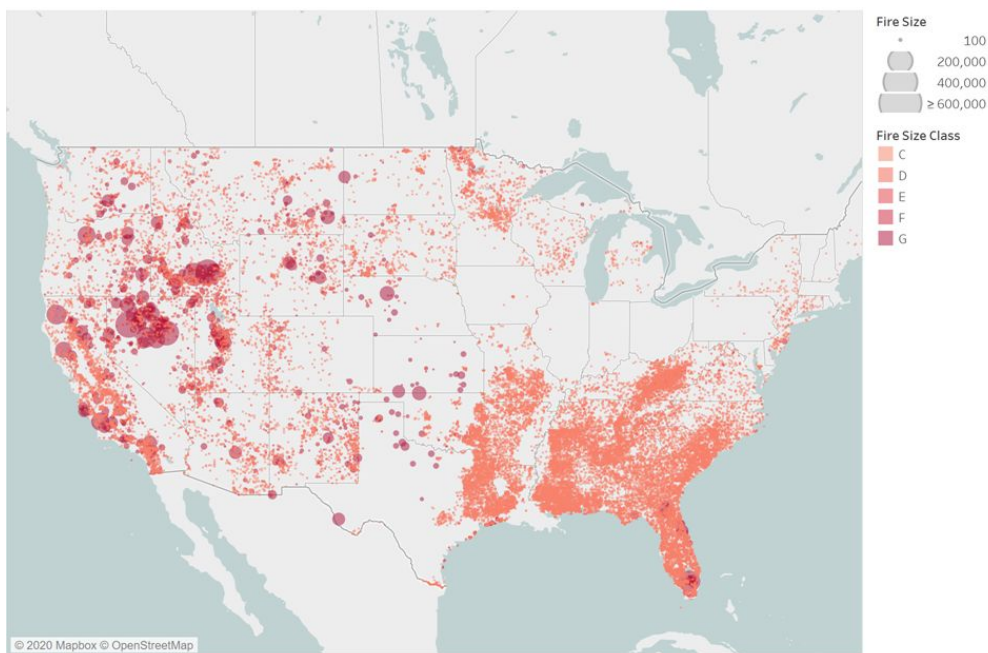 Fire Size
100
200,000
400,000
≥ 600,000
Fire Size Class
C
D
E
F
G
© 2020 Mapbox © OpenStreetMap